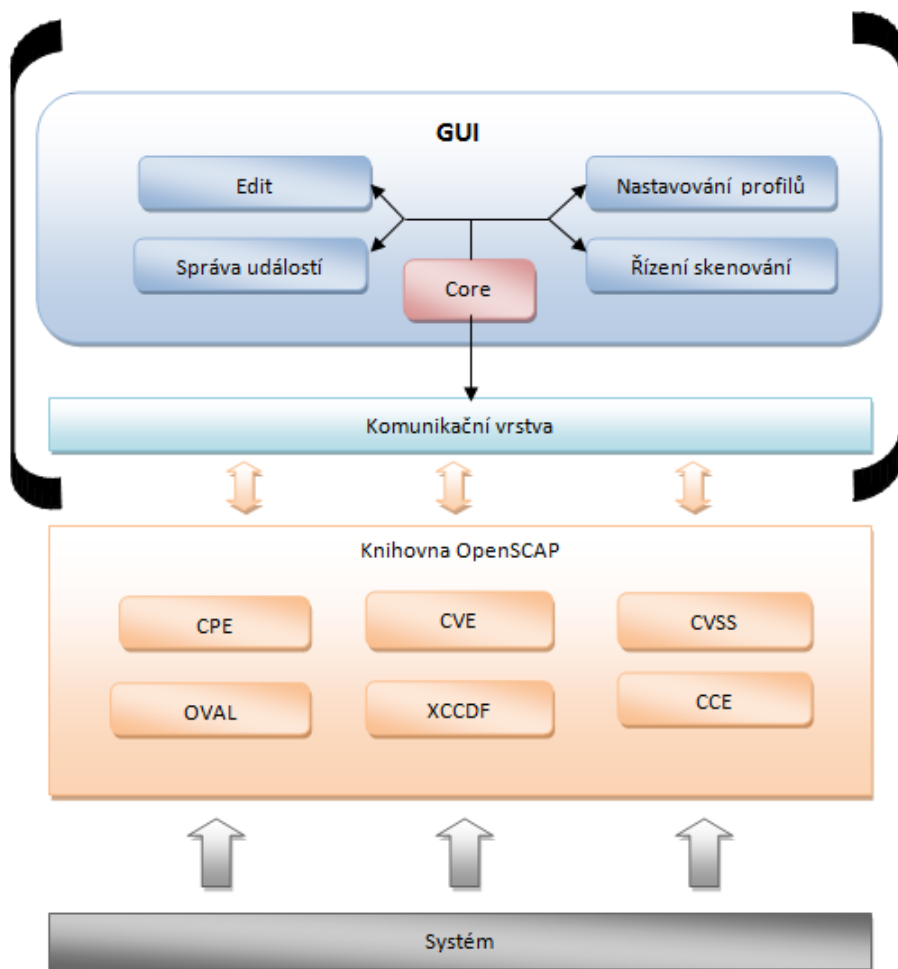 GUI
Edit
Nastavování profilů
Správa událostí
Řízení skenování
Core
Komunikační vrstva
Knihovna OpenSCAP
CPE
CVE
CVSS
OVAL
XCCDF
CCE
Systém